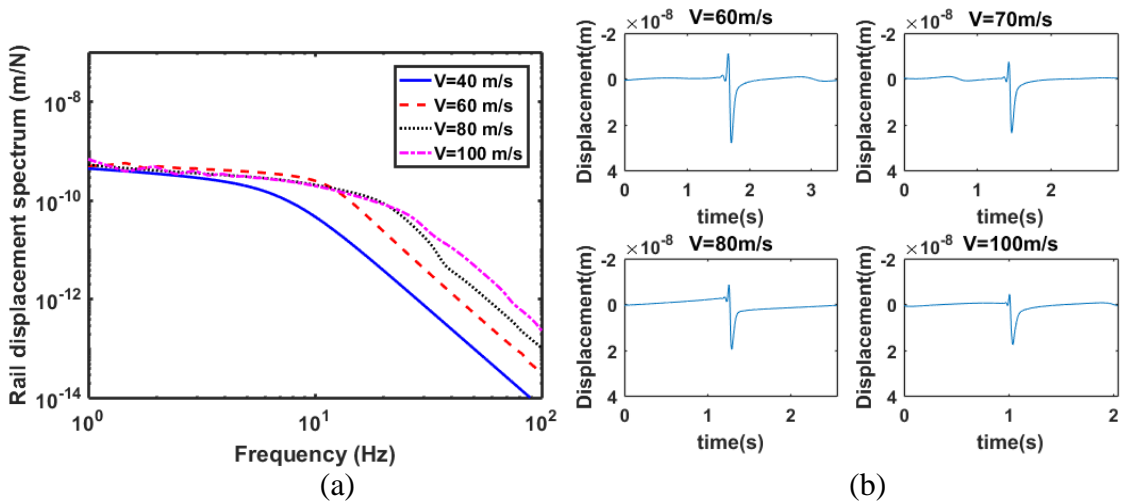 Rail displacement spectrum (m/N)
10^-8
10^-10
10^-12
10^-14
10^0
10^1
10^2
Frequency (Hz)
V=40 m/s
V=60 m/s
V=80 m/s
V=100 m/s
(a)
×10^-8
V=60m/s
Displacement(m)
-2
0
2
4
0
1
2
3
time(s)
×10^-8
V=70m/s
Displacement(m)
-2
0
2
4
0
1
2
time(s)
×10^-8
V=80m/s
Displacement(m)
-2
0
2
4
0
1
2
time(s)
×10^-8
V=100m/s
Displacement(m)
-2
0
2
4
0
1
2
time(s)
(b)